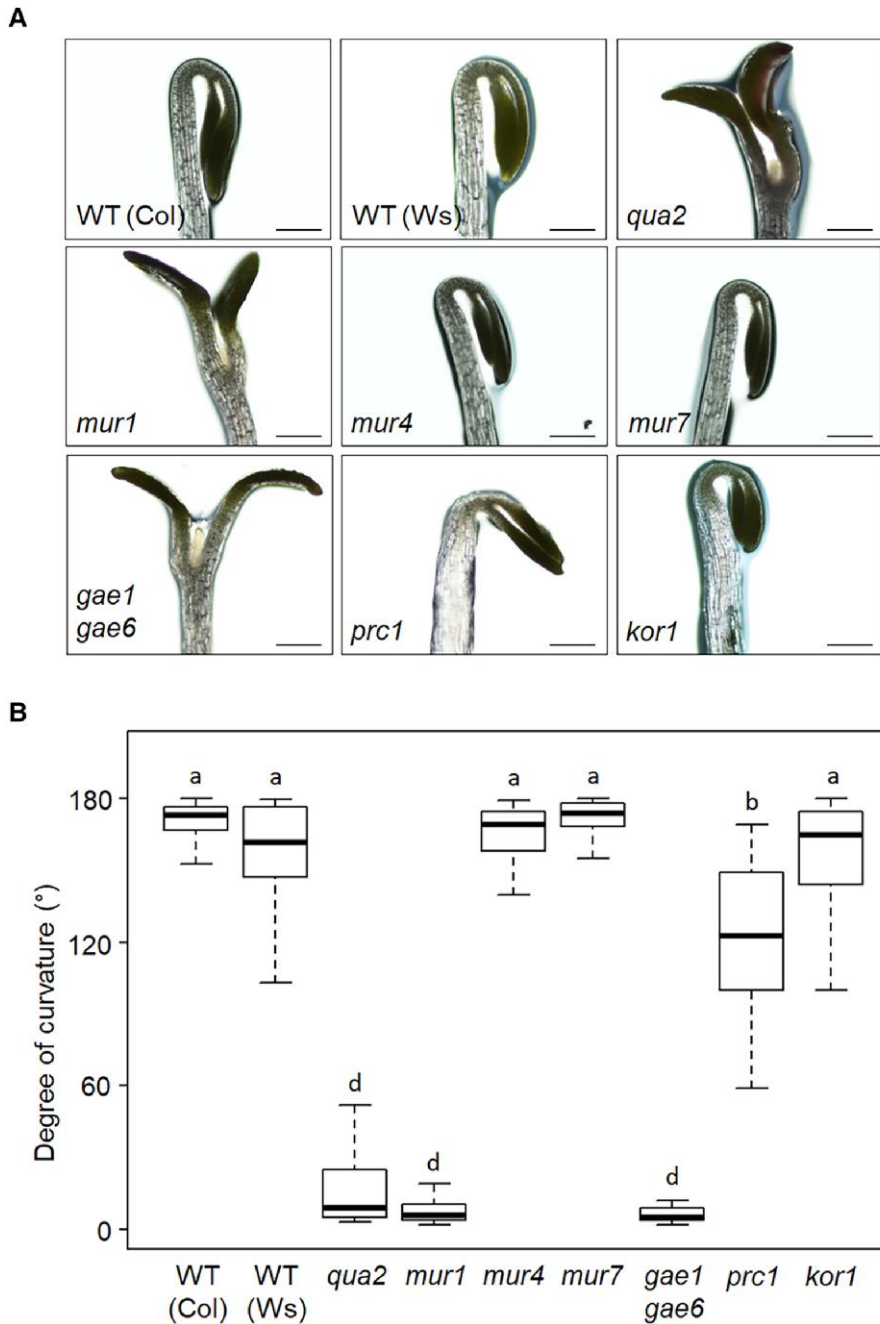 A
WT (Col)
WT (Ws)
qua2
mur1
mur4
mur7
gae1
gae6
prc1
kor1
B
Degree of curvature (°)
180
120
60
0
a
a
d
d
a
a
d
b
a
WT
(Col)
WT
(Ws)
qua2
mur1
mur4
mur7
gae1
gae6
prc1
kor1